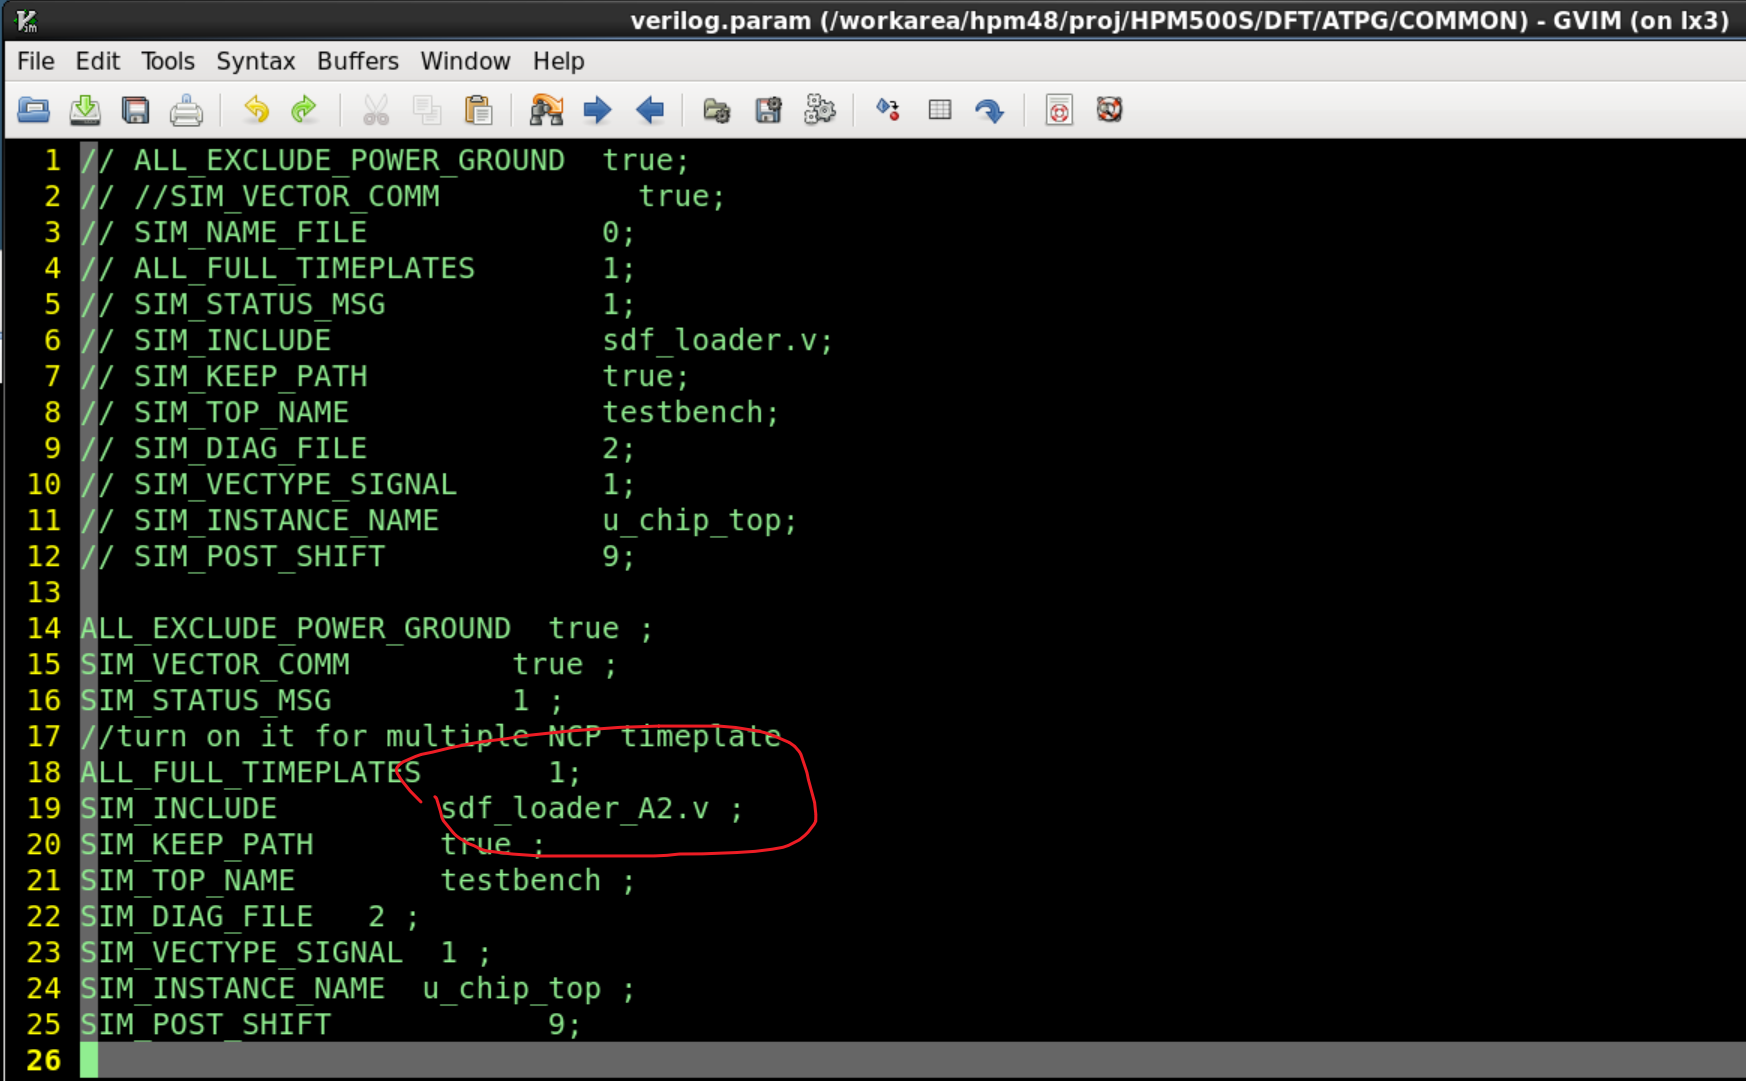 verilog.param (/workarea/hpm48/proj/HPM500S/DFT/ATPG/COMMON) - GVIM (on lx3)
File Edit Tools Syntax Buffers Window Help
1 // ALL_EXCLUDE_POWER_GROUND true;
2 // //SIM_VECTOR_COMM true;
3 // SIM_NAME_FILE 0;
4 // ALL_FULL_TIMEPLATES 1;
5 // SIM_STATUS_MSG 1;
6 // SIM_INCLUDE sdf_loader.v;
7 // SIM_KEEP_PATH true;
8 // SIM_TOP_NAME testbench;
9 // SIM_DIAG_FILE 2;
10 // SIM_VECTYPE_SIGNAL 1;
11 // SIM_INSTANCE_NAME u_chip_top;
12 // SIM_POST_SHIFT 9;
13
14 ALL_EXCLUDE_POWER_GROUND true ;
15 SIM_VECTOR_COMM true ;
16 SIM_STATUS_MSG 1 ;
17 //turn on it for multiple NCP timeplate
18 ALL_FULL_TIMEPLATES 1;
19 SIM_INCLUDE sdf_loader_A2.v ;
20 SIM_KEEP_PATH true ;
21 SIM_TOP_NAME testbench ;
22 SIM_DIAG_FILE 2 ;
23 SIM_VECTYPE_SIGNAL 1 ;
24 SIM_INSTANCE_NAME u_chip_top ;
25 SIM_POST_SHIFT 9;
26